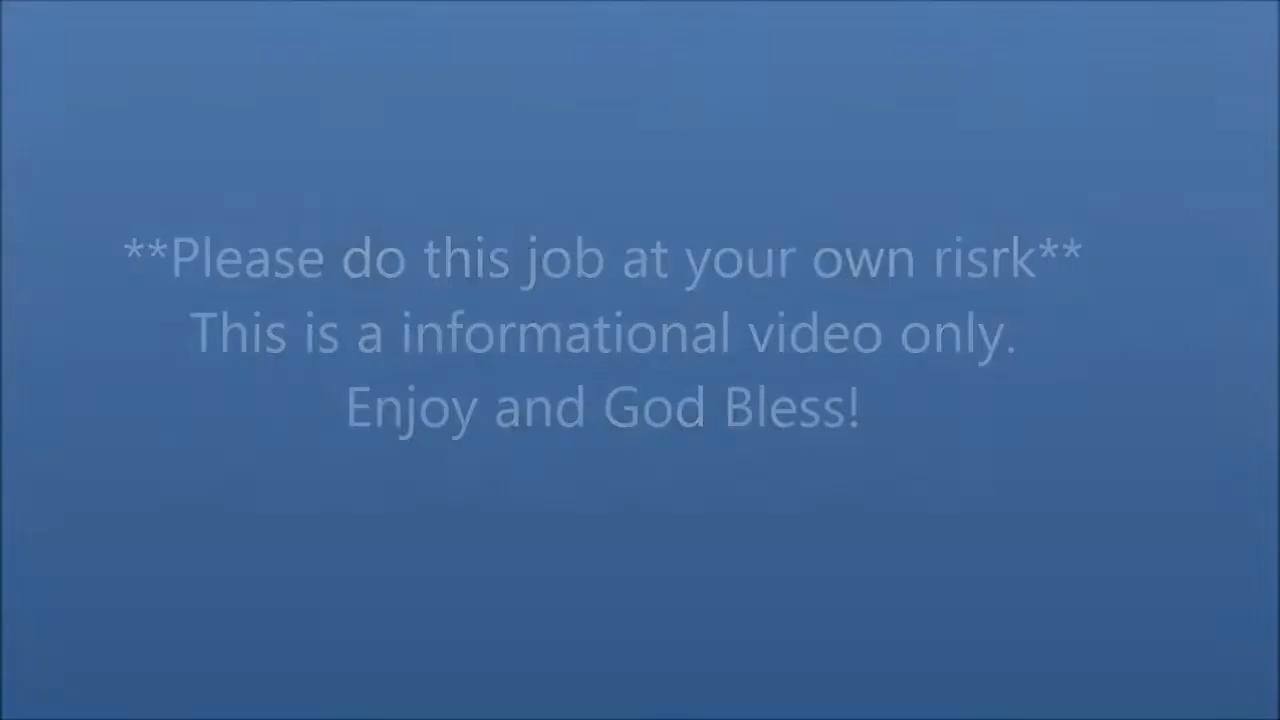 **Please do this job at your own risrk**
This is a informational video only.
Enjoy and God Bless!